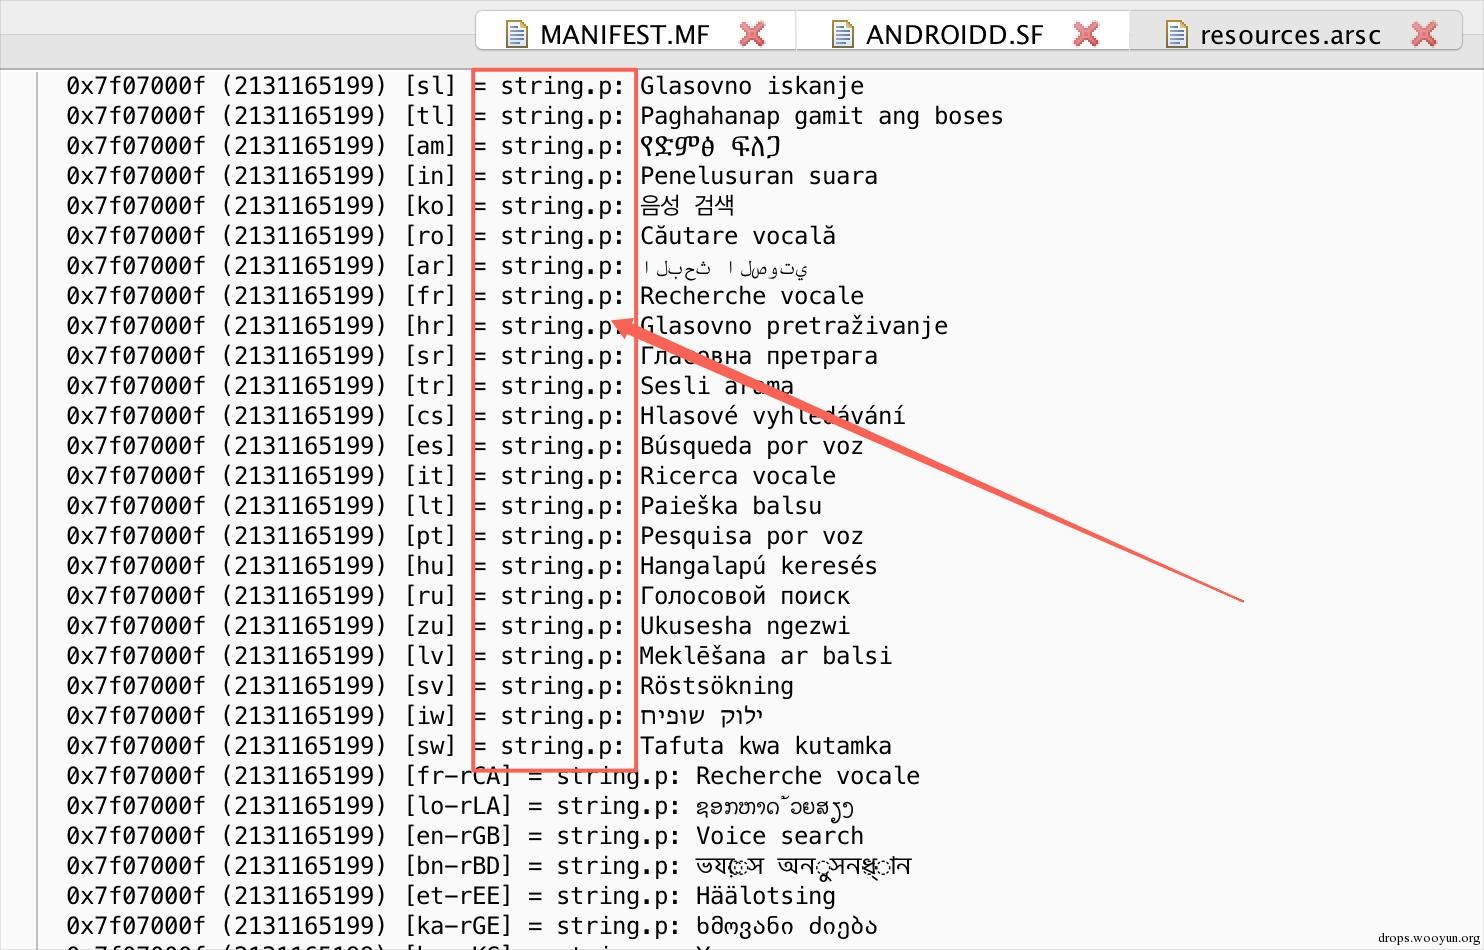 MANIFEST.MF ANDROIDD.SF resources.arsc
0x7f07000f (2131165199) [sl] = string.p: Glasovno iskanje
0x7f07000f (2131165199) [tl] = string.p: Paghahanap gamit ang boses
0x7f07000f (2131165199) [am] = string.p: የድምፅ ፍለጋ
0x7f07000f (2131165199) [in] = string.p: Penelusuran suara
0x7f07000f (2131165199) [ko] = string.p: 음성 검색
0x7f07000f (2131165199) [ro] = string.p: Căutare vocală
0x7f07000f (2131165199) [ar] = string.p: البحث الصوتي
0x7f07000f (2131165199) [fr] = string.p: Recherche vocale
0x7f07000f (2131165199) [hr] = string.p: Glasovno pretraživanje
0x7f07000f (2131165199) [sr] = string.p: Гласовна претрага
0x7f07000f (2131165199) [tr] = string.p: Sesli arama
0x7f07000f (2131165199) [cs] = string.p: Hlasové vyhledávání
0x7f07000f (2131165199) [es] = string.p: Búsqueda por voz
0x7f07000f (2131165199) [it] = string.p: Ricerca vocale
0x7f07000f (2131165199) [lt] = string.p: Paieška balsu
0x7f07000f (2131165199) [pt] = string.p: Pesquisa por voz
0x7f07000f (2131165199) [hu] = string.p: Hangalapú keresés
0x7f07000f (2131165199) [ru] = string.p: Голосовой поиск
0x7f07000f (2131165199) [zu] = string.p: Ukusesha ngezwi
0x7f07000f (2131165199) [lv] = string.p: Meklēšana ar balsi
0x7f07000f (2131165199) [sv] = string.p: Röstsökning
0x7f07000f (2131165199) [iw] = string.p: חיפוש קולי
0x7f07000f (2131165199) [sw] = string.p: Tafuta kwa kutamka
0x7f07000f (2131165199) [fr-rCA] = string.p: Recherche vocale
0x7f07000f (2131165199) [lo-rLA] = string.p: ຊອກຫາດ້ວຍສຽງ
0x7f07000f (2131165199) [en-rGB] = string.p: Voice search
0x7f07000f (2131165199) [bn-rBD] = string.p: ভয়েস অনুসন্ধান
0x7f07000f (2131165199) [et-rEE] = string.p: Häälotsing
0x7f07000f (2131165199) [ka-rGE] = string.p: ხმოვანი ძიება
drops.wooyun.org